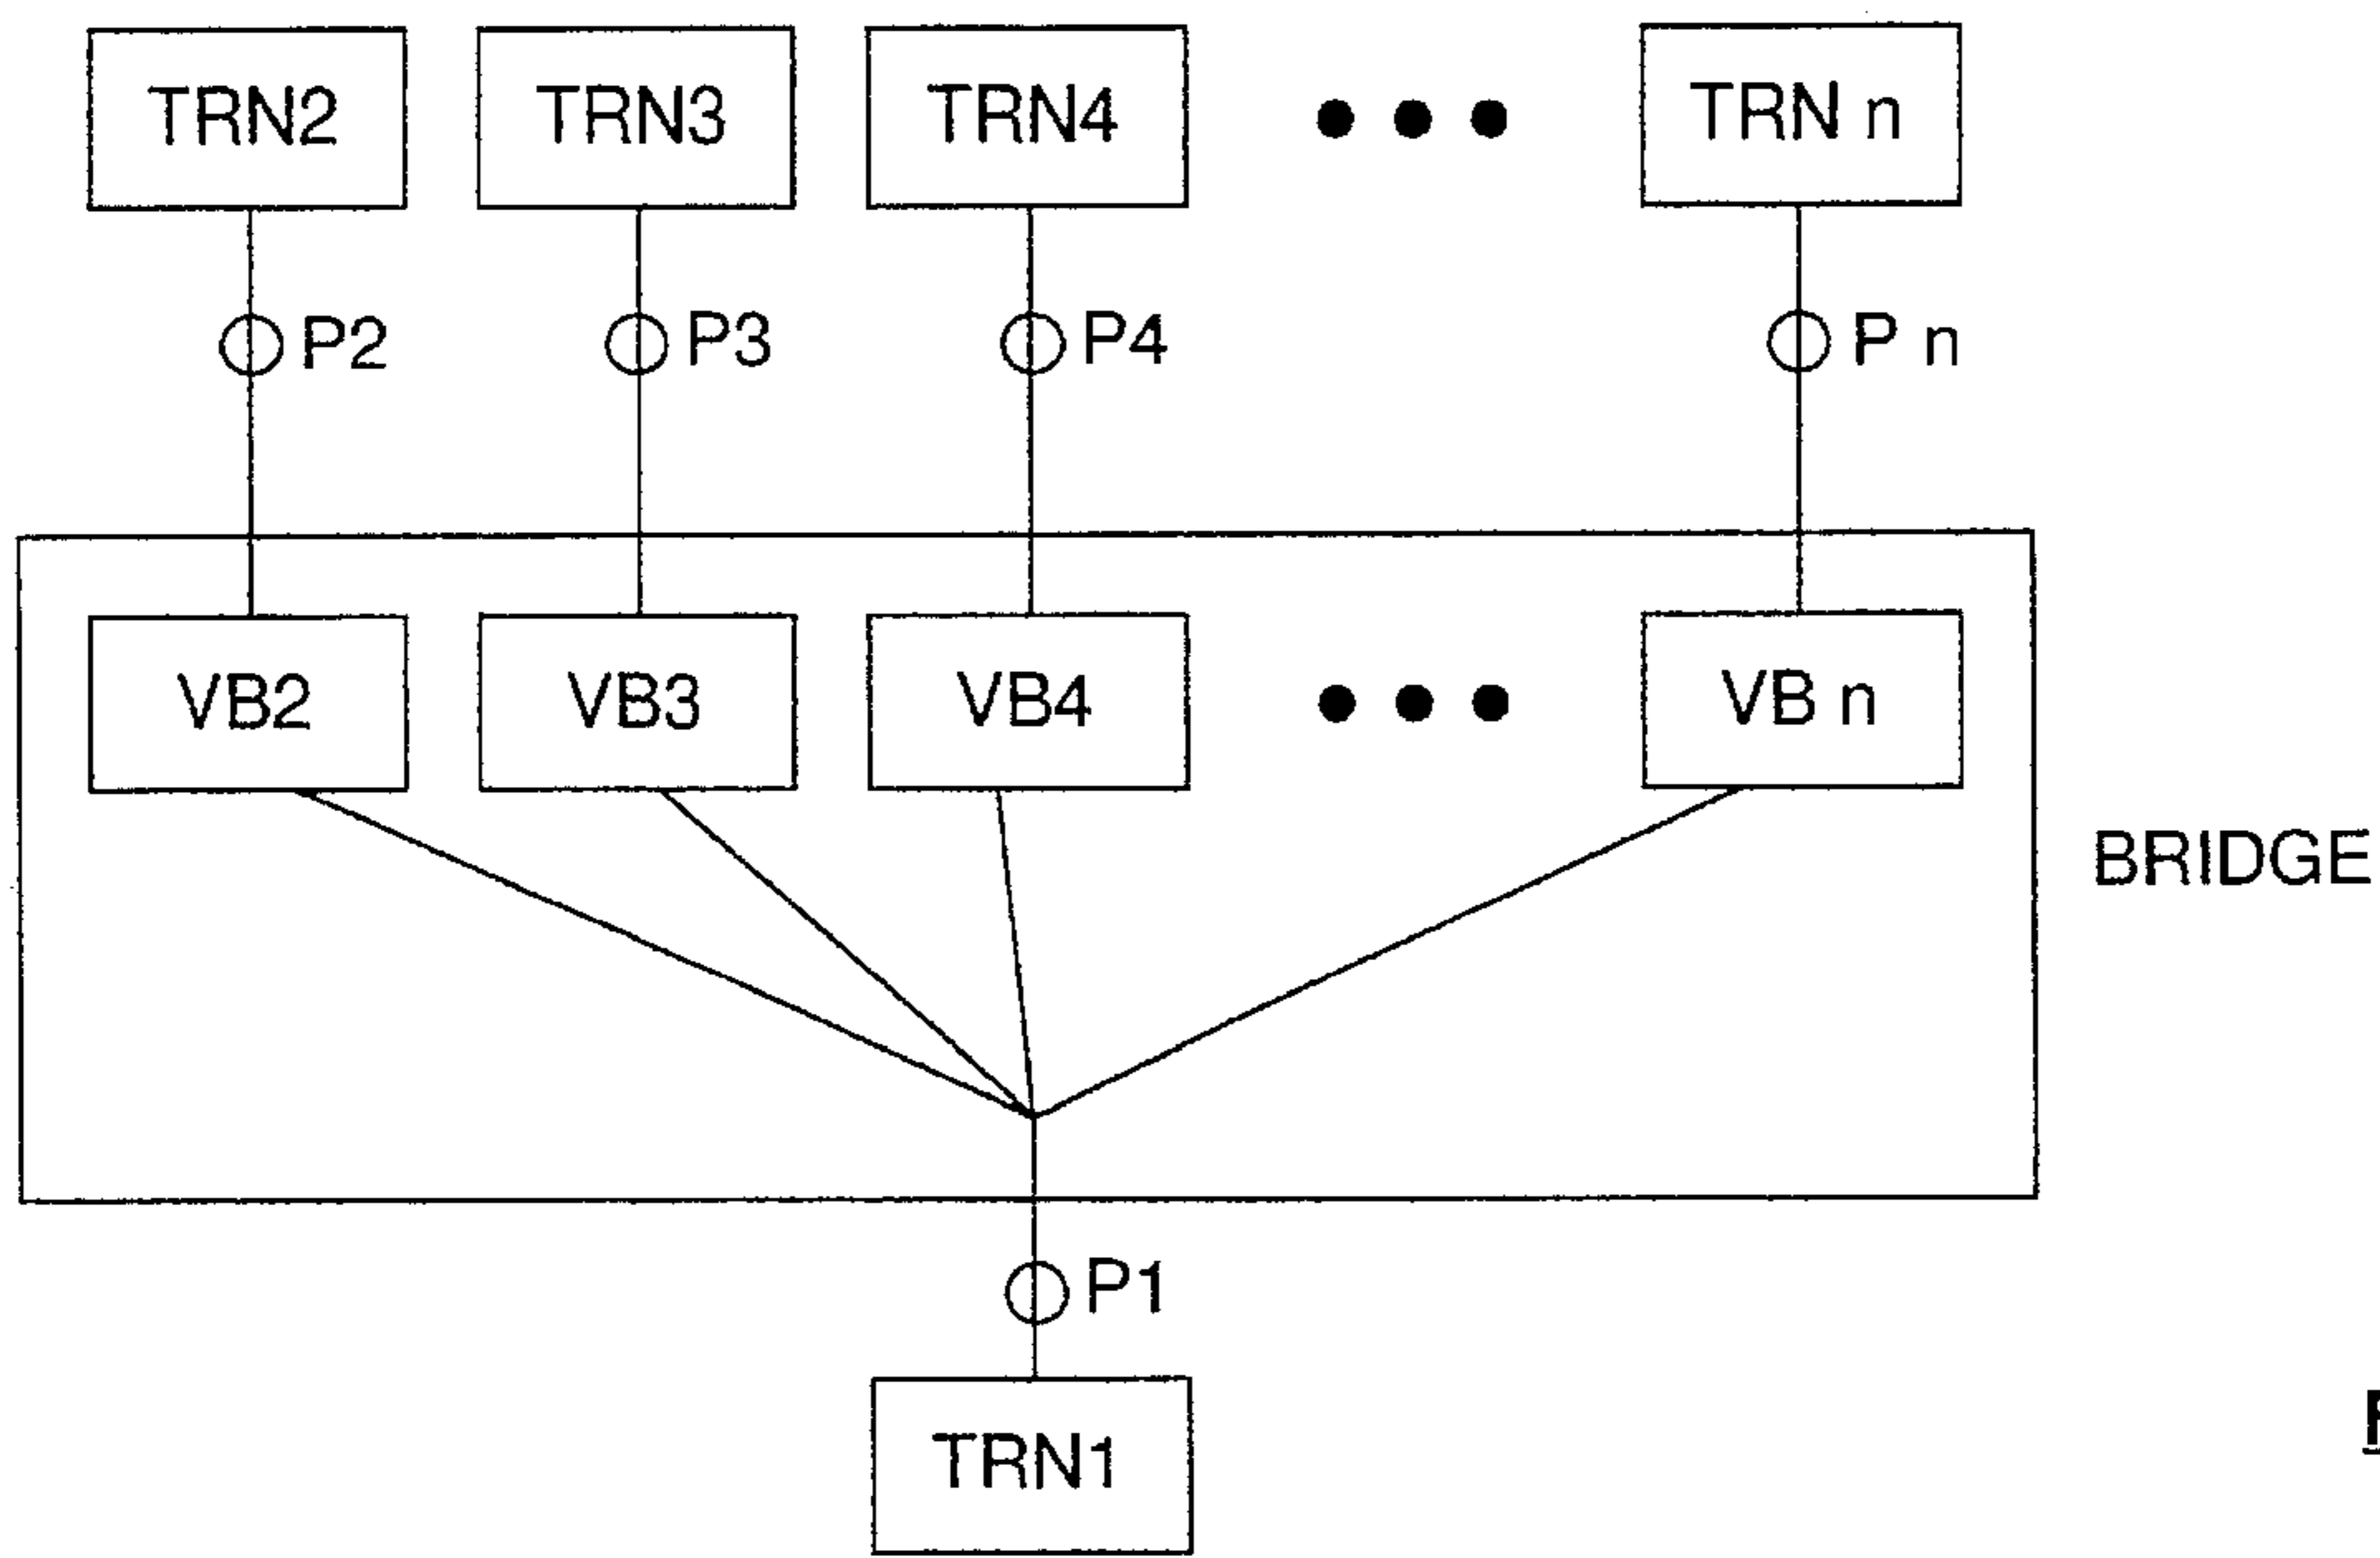 TRN2 TRN3 TRN4 TRN n
P2 P3 P4 P n
VB2 VB3 VB4 VB n
BRIDGE
P1
TRN1